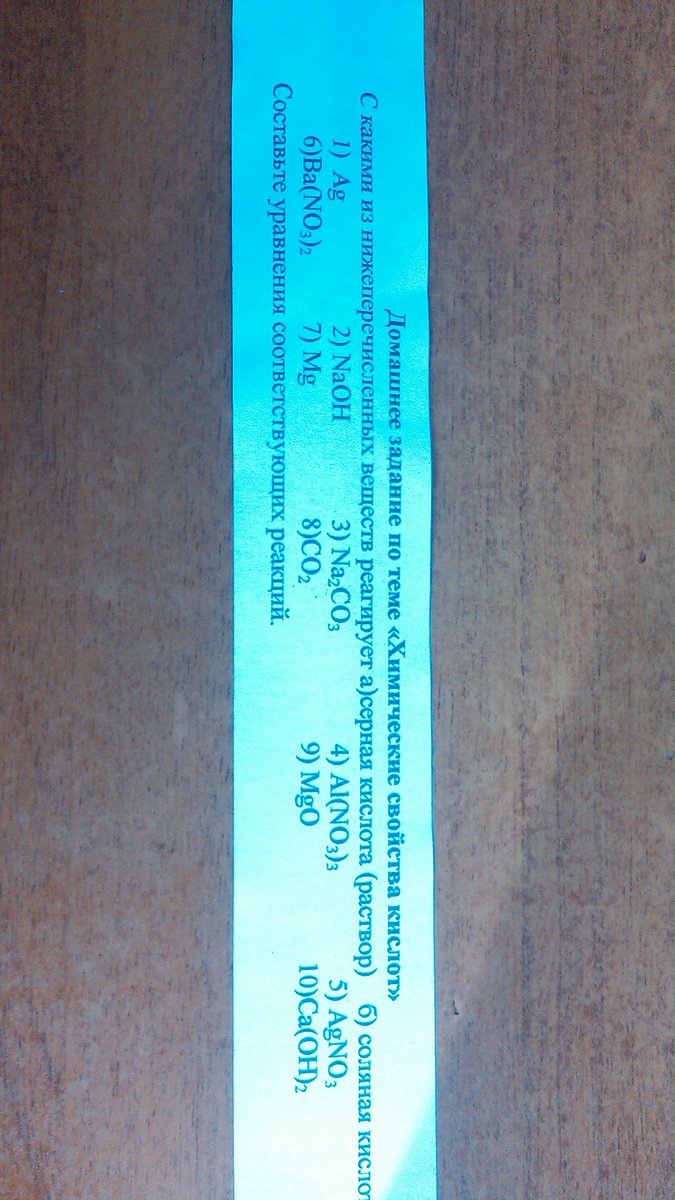 Домашнее задание по теме «Химические свойства кислот»
С какими из нижеперечисленных веществ реагирует а)серная кислота (раствор) б) соляная кислот
1) Ag 2) NaOH 3) Na₂CO₃ 4) Al(NO₃)₃ 5) AgNO₃
6)Ba(NO₃)₂ 7) Mg 8)CO₂ 9) MgO 10)Ca(OH)₂
Составьте уравнения соответствующих реакций.